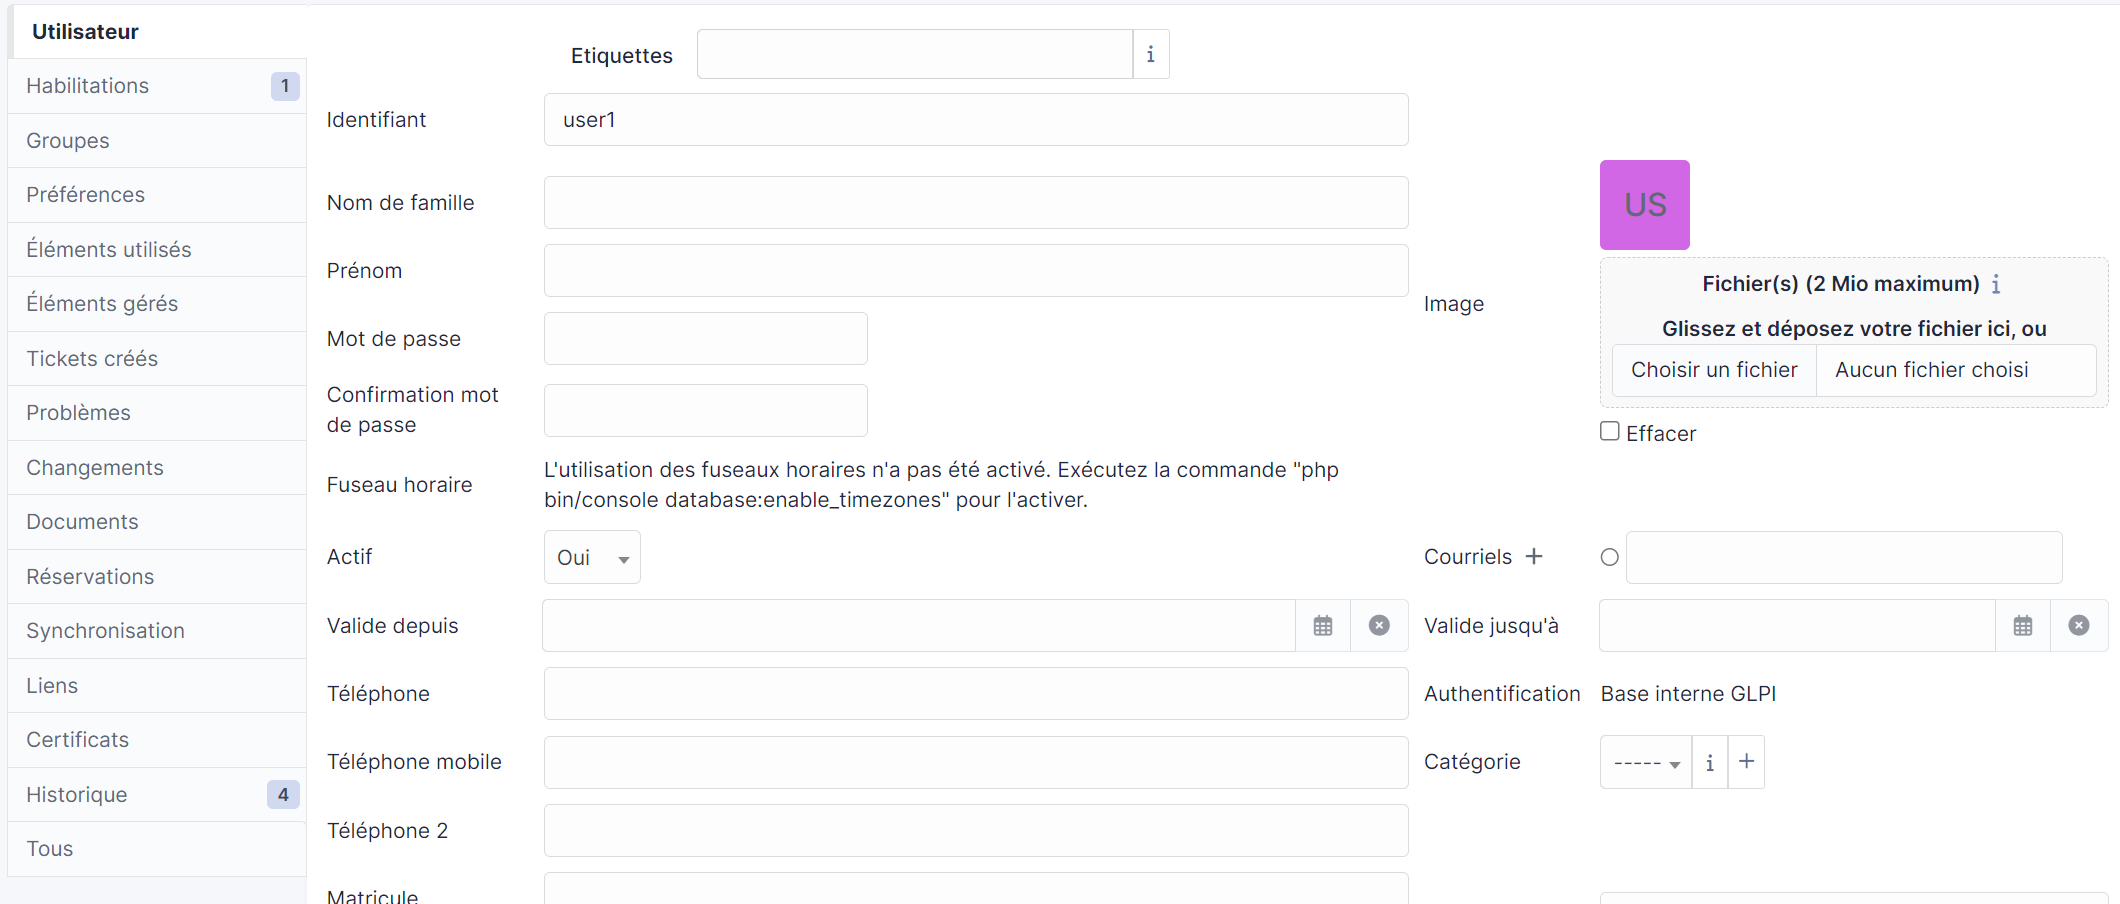 Utilisateur
Habilitations 1
Groupes
Préférences
Éléments utilisés
Éléments gérés
Tickets créés
Problèmes
Changements
Documents
Réservations
Synchronisation
Liens
Certificats
Historique 4
Tous
Etiquettes i
Identifiant user1
Nom de famille
Prénom
Mot de passe
Confirmation mot
de passe
Fuseau horaire
L'utilisation des fuseaux horaires n'a pas été activé. Exécutez la commande "php
bin/console database:enable_timezones" pour l'activer.
Actif Oui
Valide depuis
Téléphone
Téléphone mobile
Téléphone 2
Matricule
Image
US
Fichier(s) (2 Mio maximum) i
Glissez et déposez votre fichier ici, ou
Choisir un fichier Aucun fichier choisi
Effacer
Courriels +
Valide jusqu'à
Authentification Base interne GLPI
Catégorie ----- i +